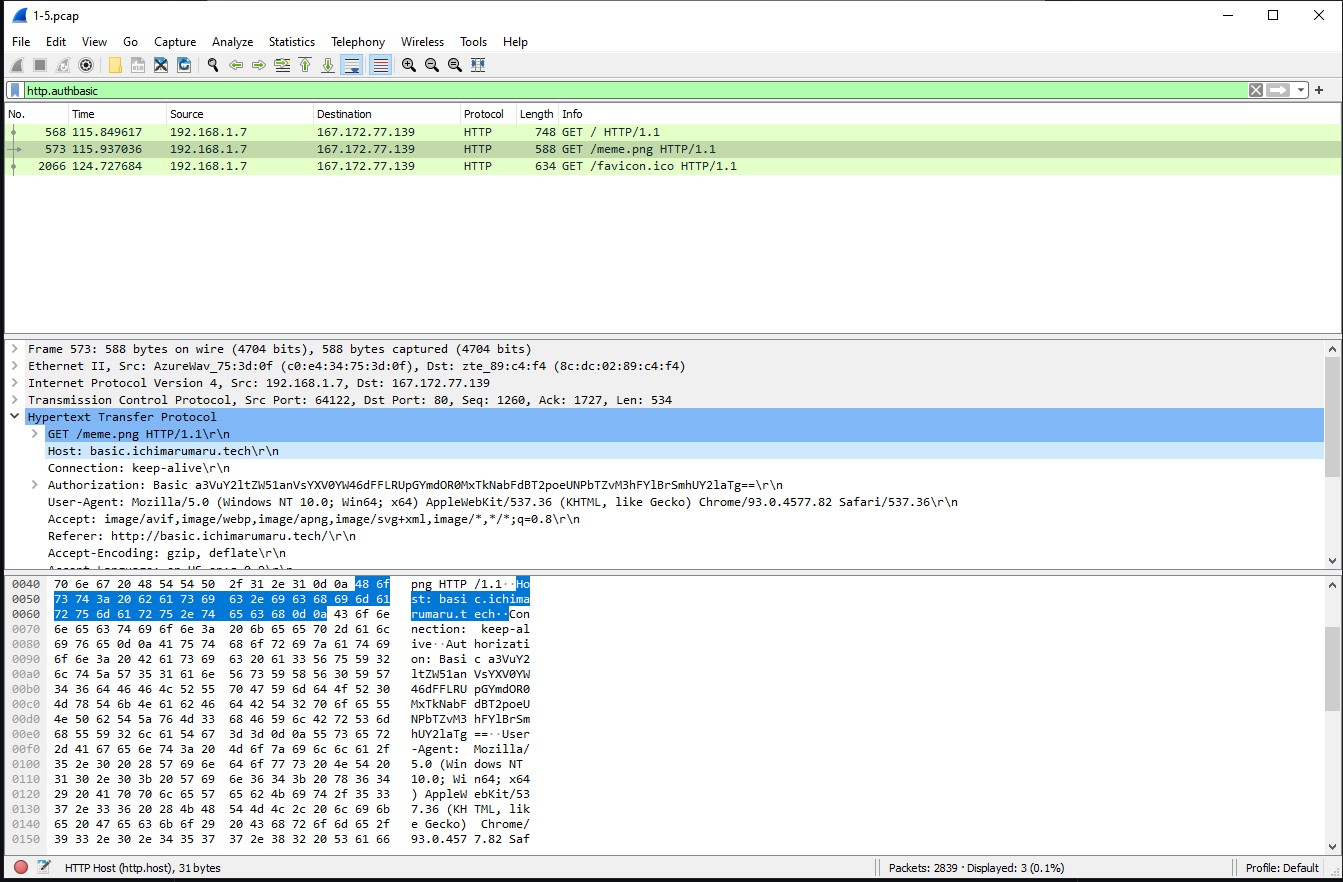 1-5.pcap
File Edit View Go Capture Analyze Statistics Telephony Wireless Tools Help
http.authbasic
No. Time Source Destination Protocol Length Info
568 115.849617 192.168.1.7 167.172.77.139 HTTP 748 GET / HTTP/1.1
573 115.937036 192.168.1.7 167.172.77.139 HTTP 588 GET /meme.png HTTP/1.1
2066 124.727684 192.168.1.7 167.172.77.139 HTTP 634 GET /favicon.ico HTTP/1.1
Frame 573: 588 bytes on wire (4704 bits), 588 bytes captured (4704 bits)
Ethernet II, Src: AzureWav_75:3d:0f (c0:e4:34:75:3d:0f), Dst: zte_89:c4:f4 (8c:dc:02:89:c4:f4)
Internet Protocol Version 4, Src: 192.168.1.7, Dst: 167.172.77.139
Transmission Control Protocol, Src Port: 64122, Dst Port: 80, Seq: 1260, Ack: 1727, Len: 534
Hypertext Transfer Protocol
GET /meme.png HTTP/1.1\r\n
Host: basic.ichimarumaru.tech\r\n
Connection: keep-alive\r\n
Authorization: Basic a3VuY2ltZW51anVsYXV0YW46dFFLRUpGYmdOR0MxTkNabFdBT2poeUNPbTZvM3hFYlBrSmhUY2laTg==\r\n
User-Agent: Mozilla/5.0 (Windows NT 10.0; Win64; x64) AppleWebKit/537.36 (KHTML, like Gecko) Chrome/93.0.4577.82 Safari/537.36\r\n
Accept: image/avif,image/webp,image/apng,image/svg+xml,image/*,*/*;q=0.8\r\n
Referer: http://basic.ichimarumaru.tech/\r\n
Accept-Encoding: gzip, deflate\r\n
0040 70 6e 67 20 48 54 54 50 2f 31 2e 31 0d 0a 48 6f png HTTP /1.1··Ho
0050 73 74 3a 20 62 61 73 69 63 2e 69 63 68 69 6d 61 st: basi c.ichima
0060 72 75 6d 61 72 75 2e 74 65 63 68 0d 0a 43 6f 6e rumaru.t ech··Con
0070 6e 65 63 74 69 6f 6e 3a 20 6b 65 65 70 2d 61 6c nection: keep-al
0080 69 76 65 0d 0a 41 75 74 68 6f 72 69 7a 61 74 69 ive··Aut horizati
0090 6f 6e 3a 20 42 61 73 69 63 20 61 33 56 75 59 32 on: Basi c a3VuY2
00a0 6c 74 5a 57 35 31 61 6e 56 73 59 58 56 30 59 57 ltZW51an VsYXV0YW
00b0 34 36 64 46 46 4c 52 55 70 47 59 6d 64 4f 52 30 46dFFLRU pGYmdOR0
00c0 4d 78 54 6b 4e 61 62 46 64 42 54 32 70 6f 65 55 MxTkNabF dBT2poeU
00d0 4e 50 62 54 5a 76 4d 33 68 46 59 6c 42 72 53 6d NPbTZvM3 hFYlBrSm
00e0 68 55 59 32 6c 61 54 67 3d 3d 0d 0a 55 73 65 72 hUY2laTg ==··User
00f0 2d 41 67 65 6e 74 3a 20 4d 6f 7a 69 6c 6c 61 2f -Agent: Mozilla/
0100 35 2e 30 20 28 57 69 6e 64 6f 77 73 20 4e 54 20 5.0 (Win dows NT
0110 31 30 2e 30 3b 20 57 69 6e 36 34 3b 20 78 36 34 10.0; Wi n64; x64
0120 29 20 41 70 70 6c 65 57 65 62 4b 69 74 2f 35 33 ) AppleW ebKit/53
0130 37 2e 33 36 20 28 4b 48 54 4d 4c 2c 20 6c 69 6b 7.36 (KH TML, lik
0140 65 20 47 65 63 6b 6f 29 20 43 68 72 6f 6d 65 2f e Gecko) Chrome/
0150 39 33 2e 30 2e 34 35 37 37 2e 38 32 20 53 61 66 93.0.457 7.82 Saf
HTTP Host (http.host), 31 bytes Packets: 2839 · Displayed: 3 (0.1%) Profile: Default